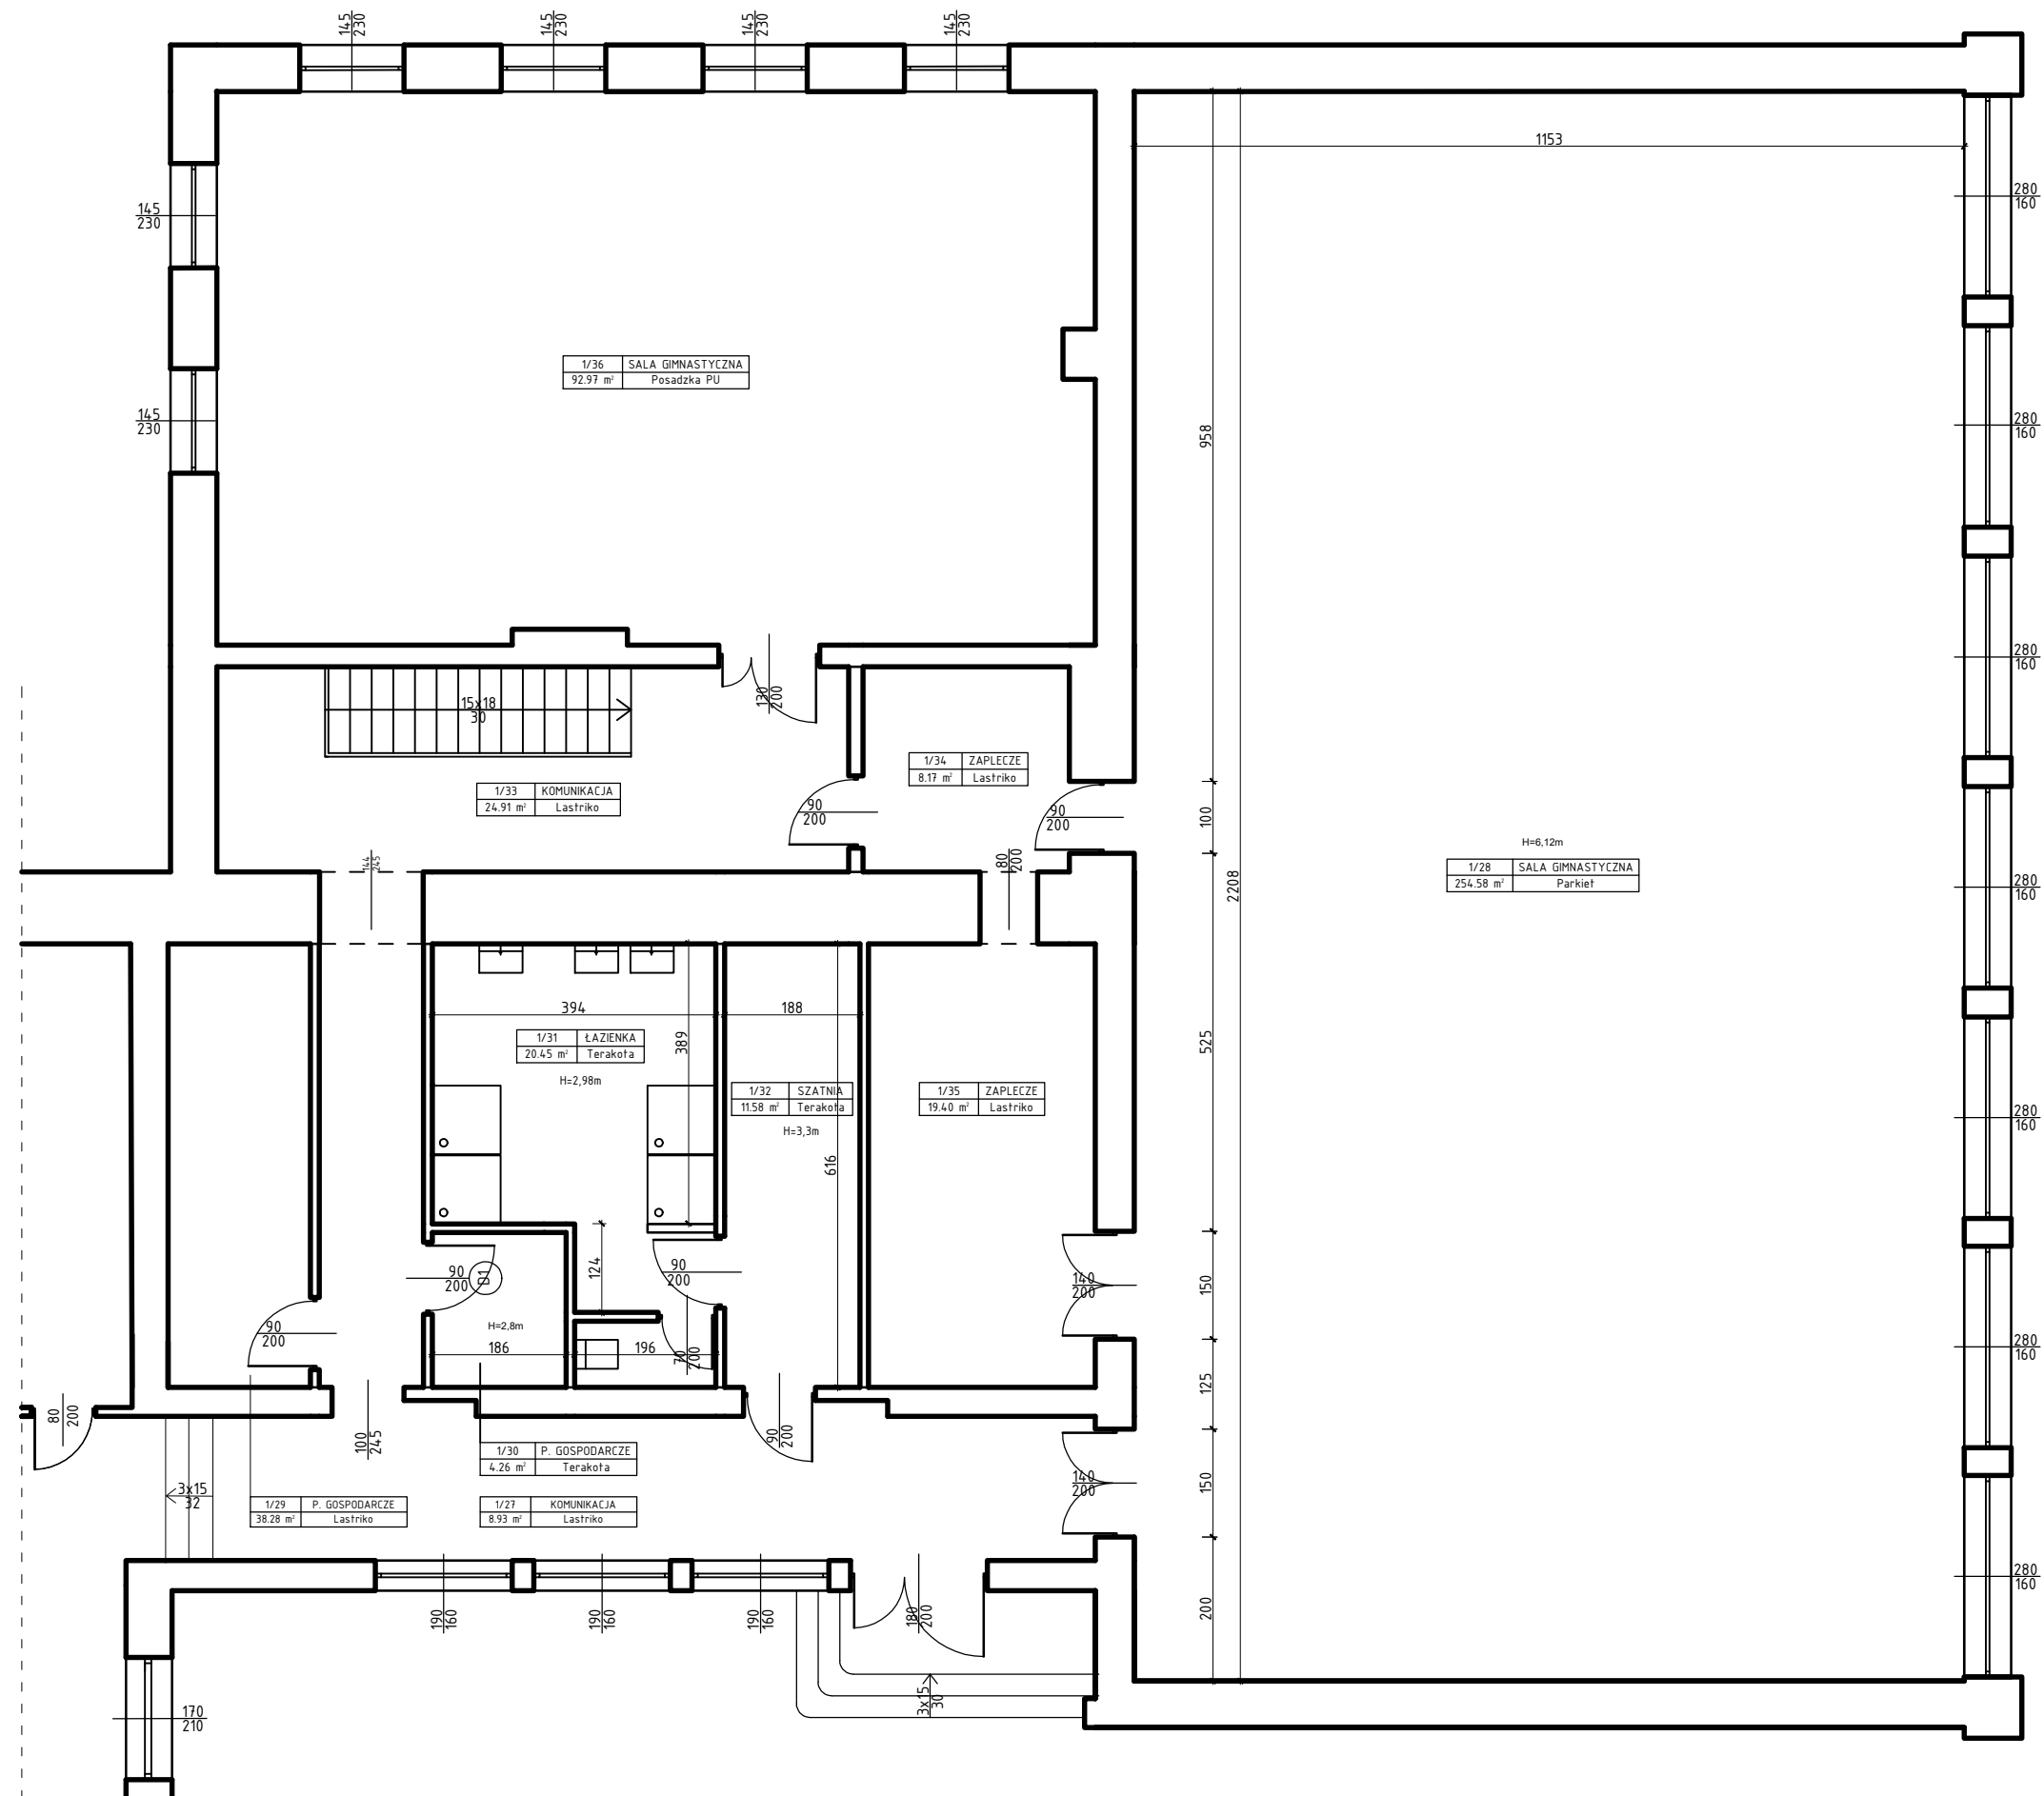 145
230
145
230
145
230
145
230
1153
280
160
145
230
1/36 SALA GIMNASTYCZNA
92.97 m² Posadzka PU
145
230
958
280
160
280
160
15x18
30
130
200
1/34 ZAPLECZE
8.17 m² Lastriko
1/33 KOMUNIKACJA
24.91 m² Lastriko
90
200
90
200
100
144
245
80
200
2208
H=6,12m
1/28 SALA GIMNASTYCZNA
254.58 m² Parkiet
280
160
394
188
389
525
1/31 ŁAZIENKA
20.45 m² Terakota
H=2,98m
1/32 SZATNIA
11.58 m² Terakota
H=3,3m
1/35 ZAPLECZE
19.40 m² Lastriko
280
160
616
124
90
200
D1
90
200
140
200
150
90
200
H=2,8m
186
196
70
200
125
280
160
80
200
100
245
90
200
1/30 P. GOSPODARCZE
4.26 m² Terakota
140
200
150
3x15
32
1/29 P. GOSPODARCZE
38.28 m² Lastriko
1/27 KOMUNIKACJA
8.93 m² Lastriko
280
160
190
160
190
160
190
160
180
200
200
3x15
30
170
210